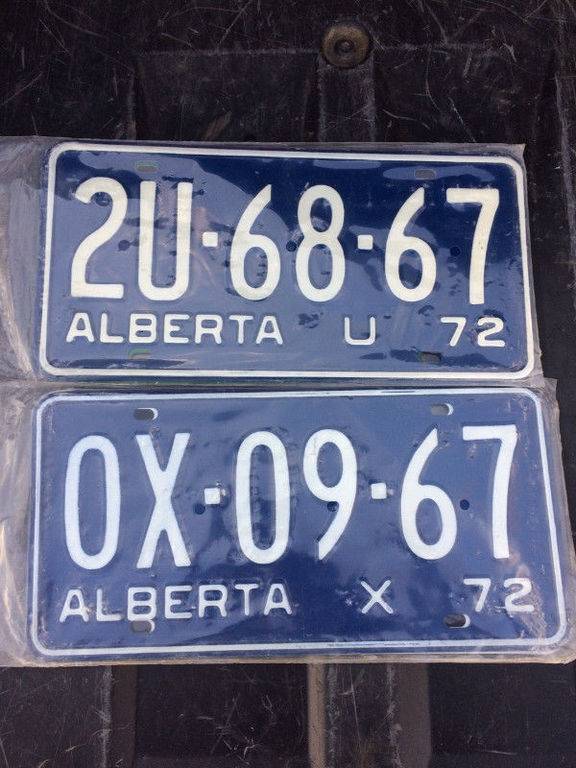 2U·68·67
ALBERTA U 72
0X·09·67
ALBERTA X 72